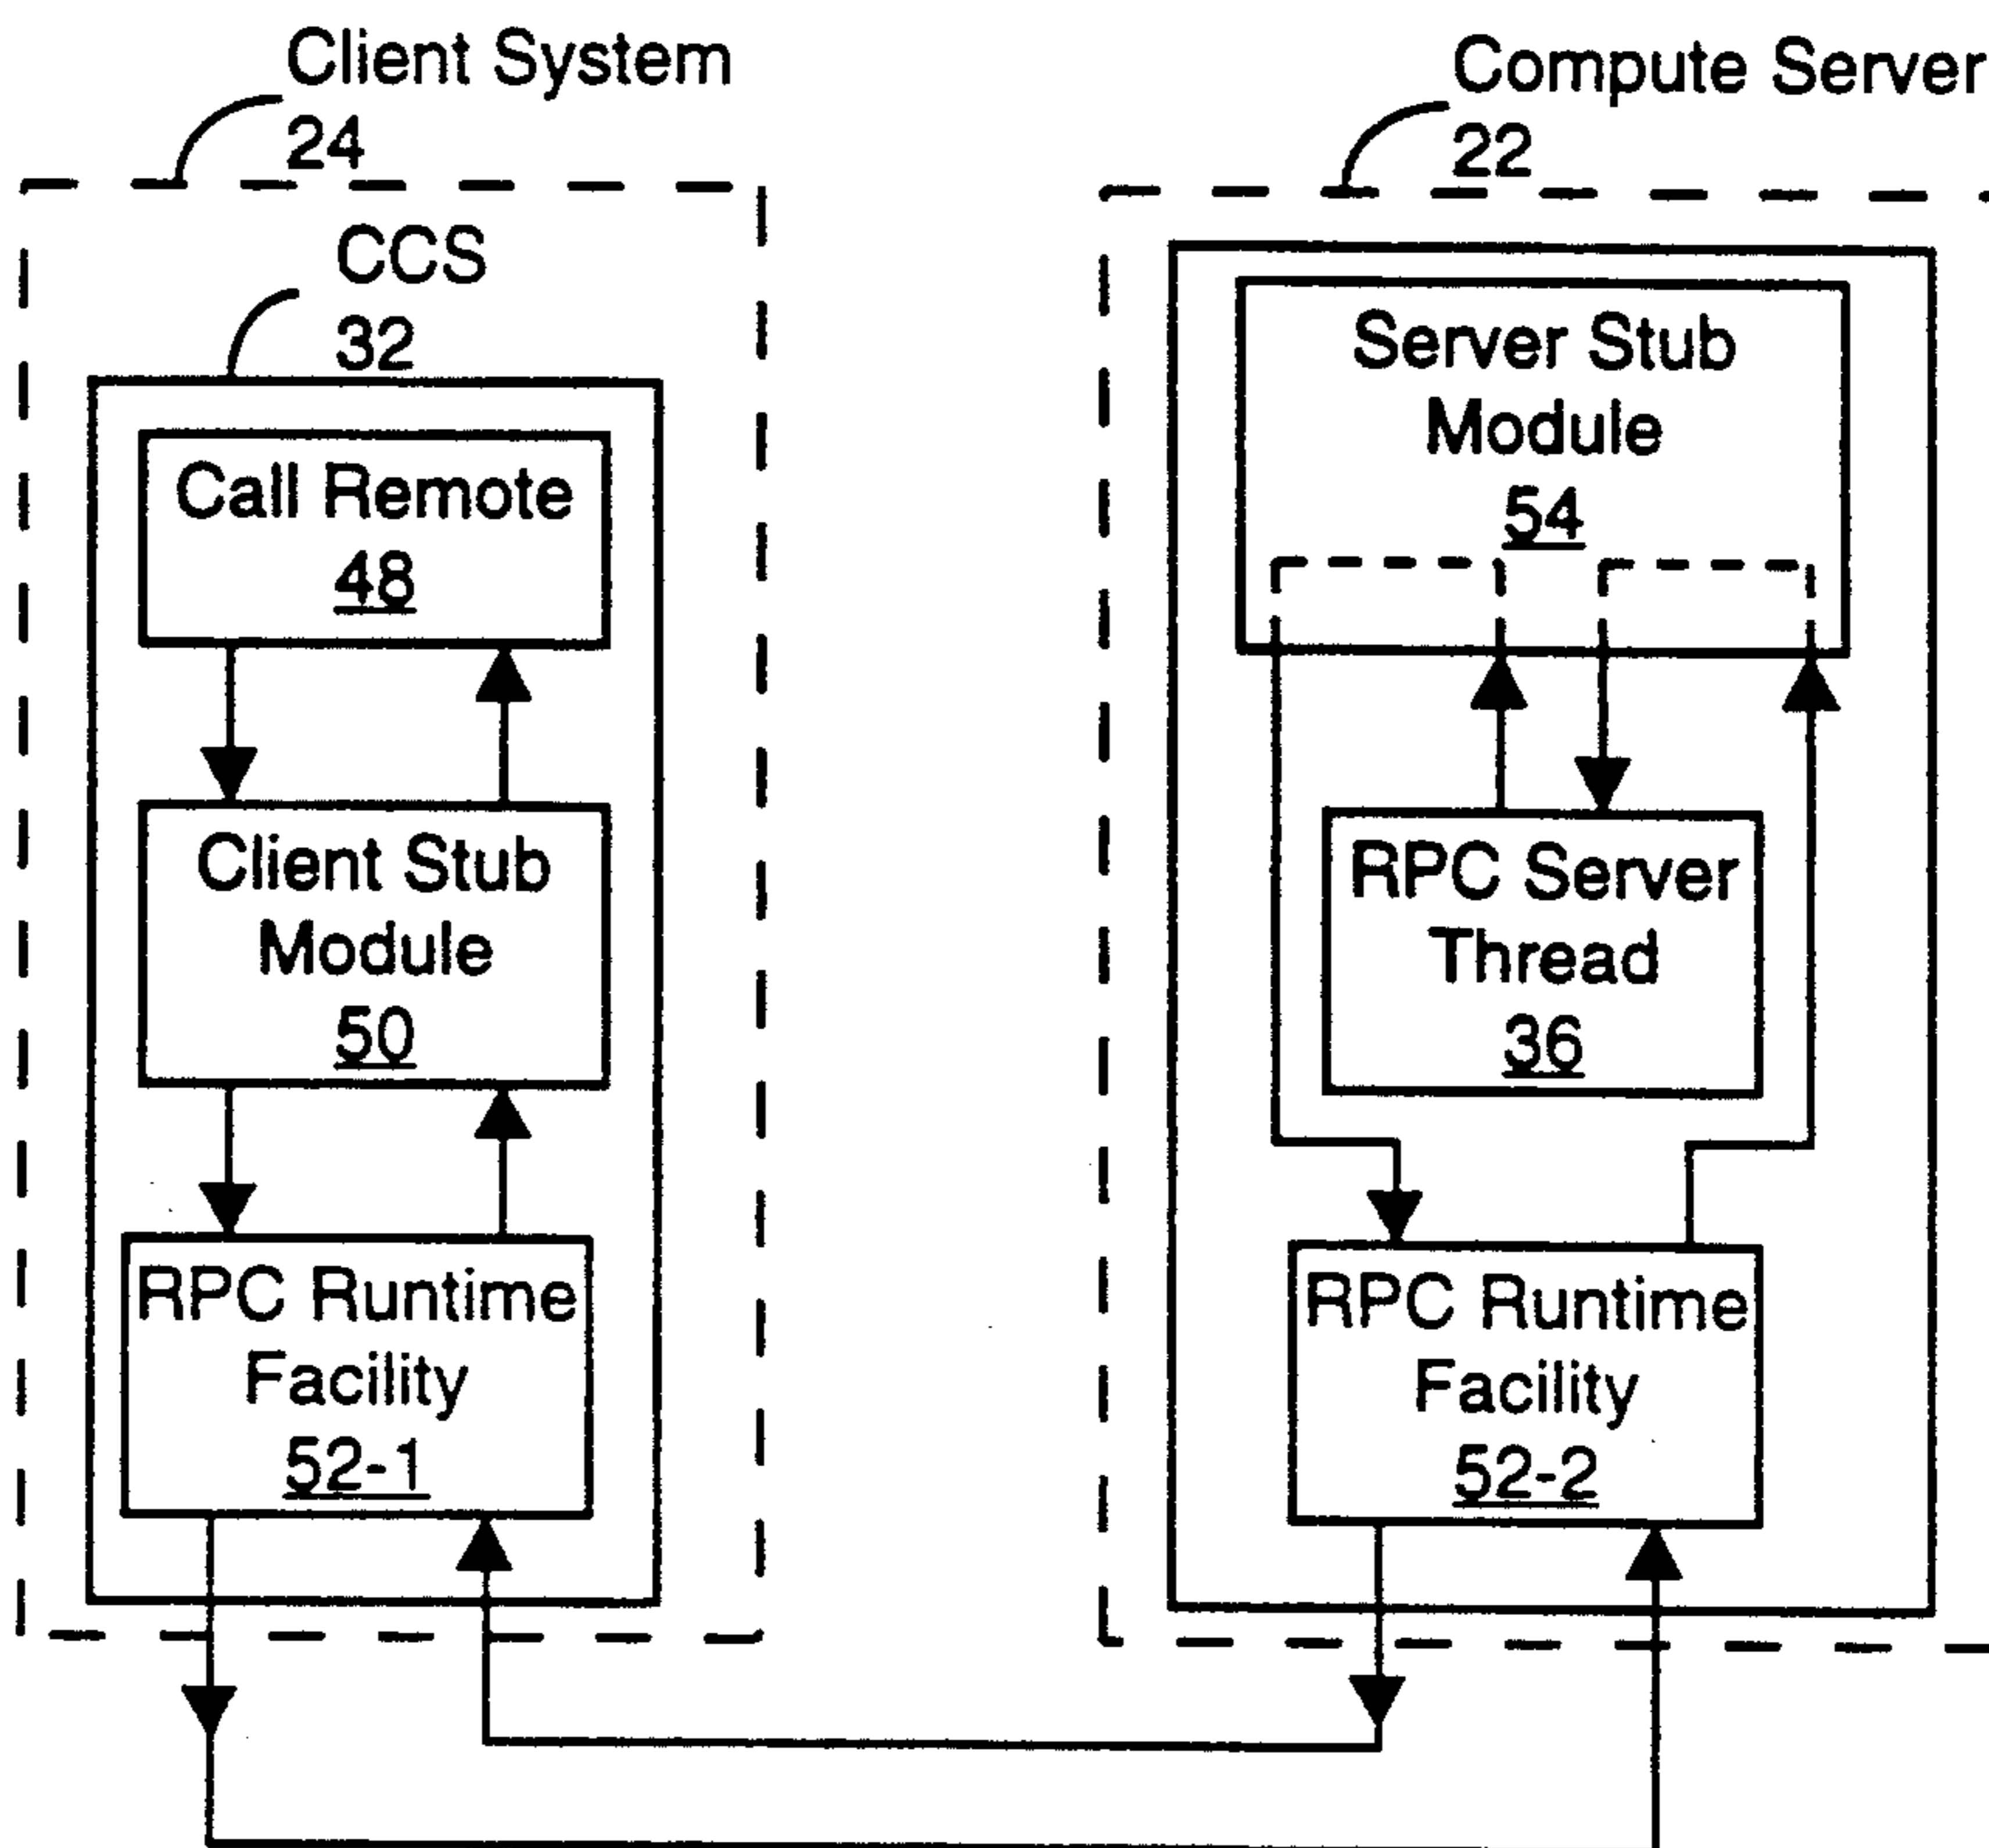 Client System
24
CCS
32
Call Remote
48
Client Stub
Module
50
RPC Runtime
Facility
52-1
Compute Server
22
Server Stub
Module
54
RPC Server
Thread
36
RPC Runtime
Facility
52-2